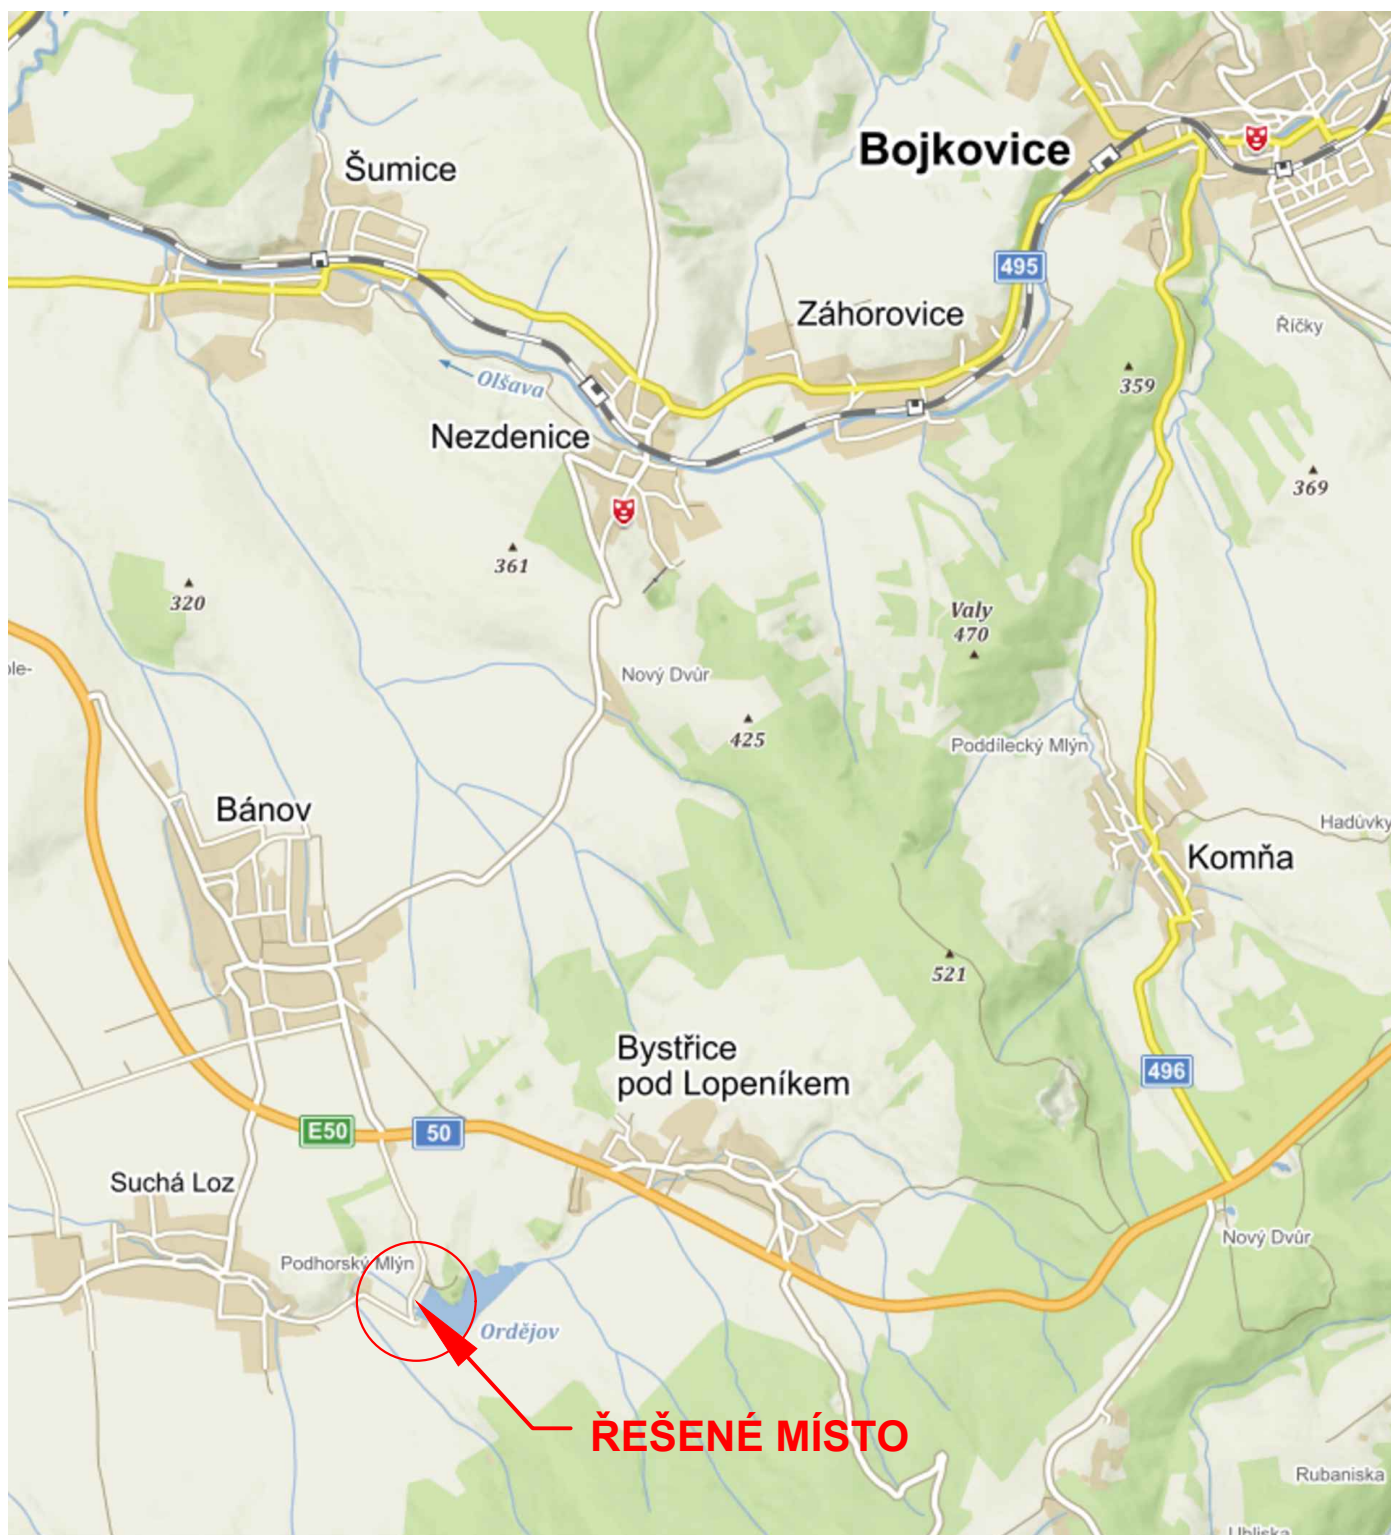 Bojkovice
Šumice
495
Záhorovice
Říčky
Olšava
359
Nezdenice
369
361
320
Valy
470
ole-
Nový Dvůr
425
Poddílecký Mlýn
Bánov
Hadůvky
Komňa
521
Bystřice
pod Lopeníkem
496
E50
50
Suchá Loz
Nový Dvůr
Podhorský Mlýn
Ordějov
ŘEŠENÉ MÍSTO
Rubaniska